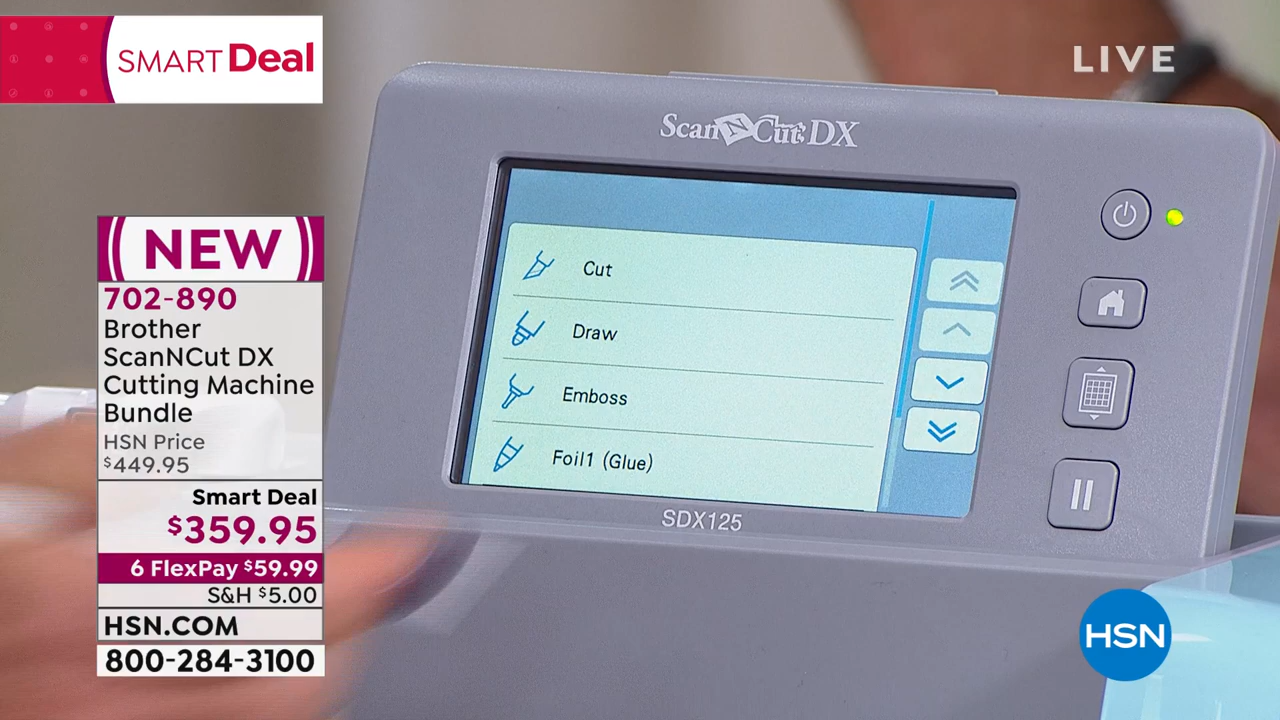 SMART Deal
LIVE
ScanNCut DX
Cut
Draw
Emboss
Foil1 (Glue)
SDX125
NEW
702-890
Brother
ScanNCut DX
Cutting Machine
Bundle
HSN Price
$449.95
Smart Deal
$359.95
6 FlexPay $59.99
S&H $5.00
HSN.COM
800-284-3100
HSN